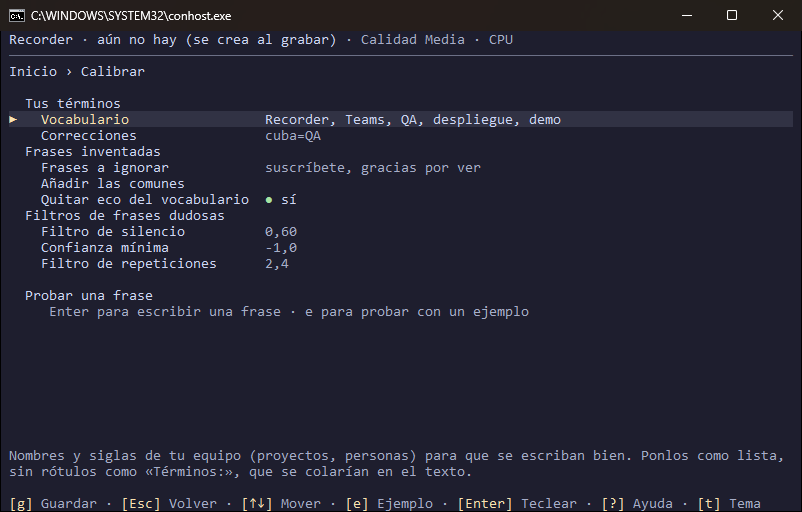 C:\WINDOWS\SYSTEM32\conhost.exe
Recorder · aún no hay (se crea al grabar) · Calidad Media · CPU
Inicio › Calibrar
Tus términos
► Vocabulario Recorder, Teams, QA, despliegue, demo
Correcciones cuba=QA
Frases inventadas
Frases a ignorar suscríbete, gracias por ver
Añadir las comunes
Quitar eco del vocabulario ● sí
Filtros de frases dudosas
Filtro de silencio 0,60
Confianza mínima -1,0
Filtro de repeticiones 2,4
Probar una frase
Enter para escribir una frase · e para probar con un ejemplo
Nombres y siglas de tu equipo (proyectos, personas) para que se escriban bien. Ponlos como lista,
sin rótulos como «Términos:», que se colarían en el texto.
[g] Guardar · [Esc] Volver · [↑↓] Mover · [e] Ejemplo · [Enter] Teclear · [?] Ayuda · [t] Tema